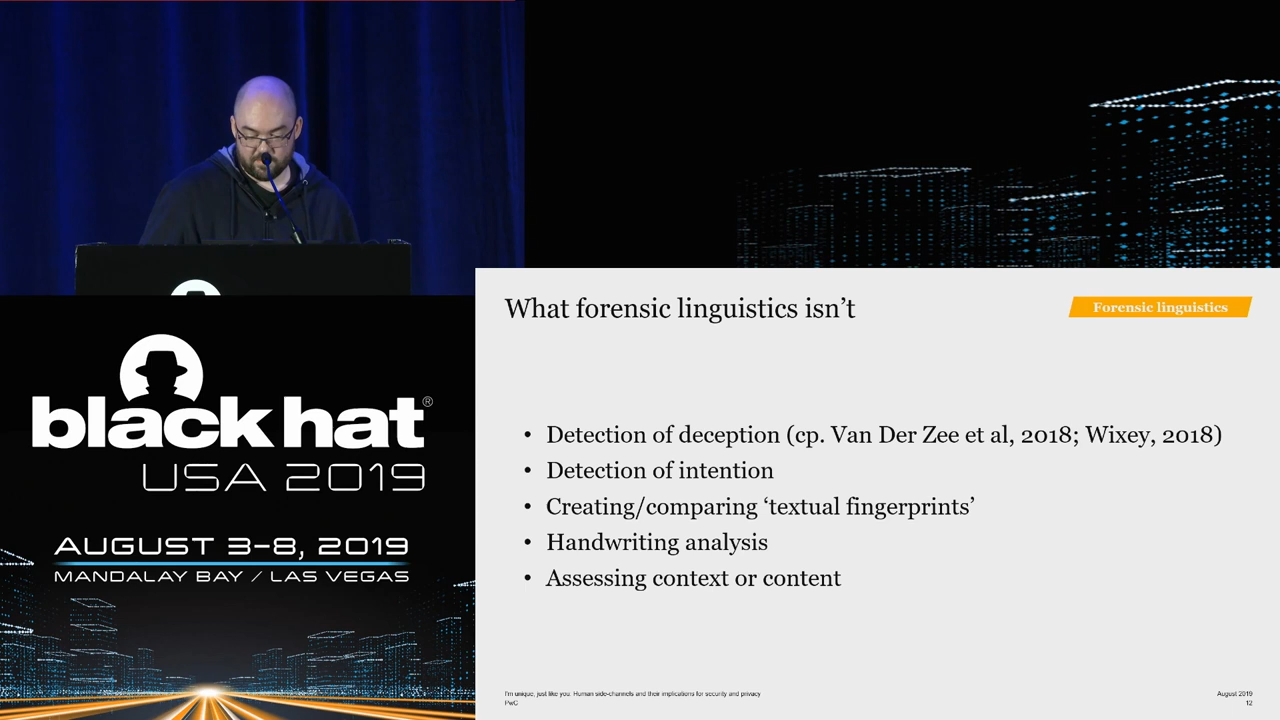 black hat®
USA 2019
AUGUST 3-8, 2019
MANDALAY BAY / LAS VEGAS
What forensic linguistics isn’t
Forensic linguistics
• Detection of deception (cp. Van Der Zee et al, 2018; Wixey, 2018)
• Detection of intention
• Creating/comparing ‘textual fingerprints’
• Handwriting analysis
• Assessing context or content
I'm unique, just like you: Human side-channels and their implications for security and privacy
PwC
August 2019
12